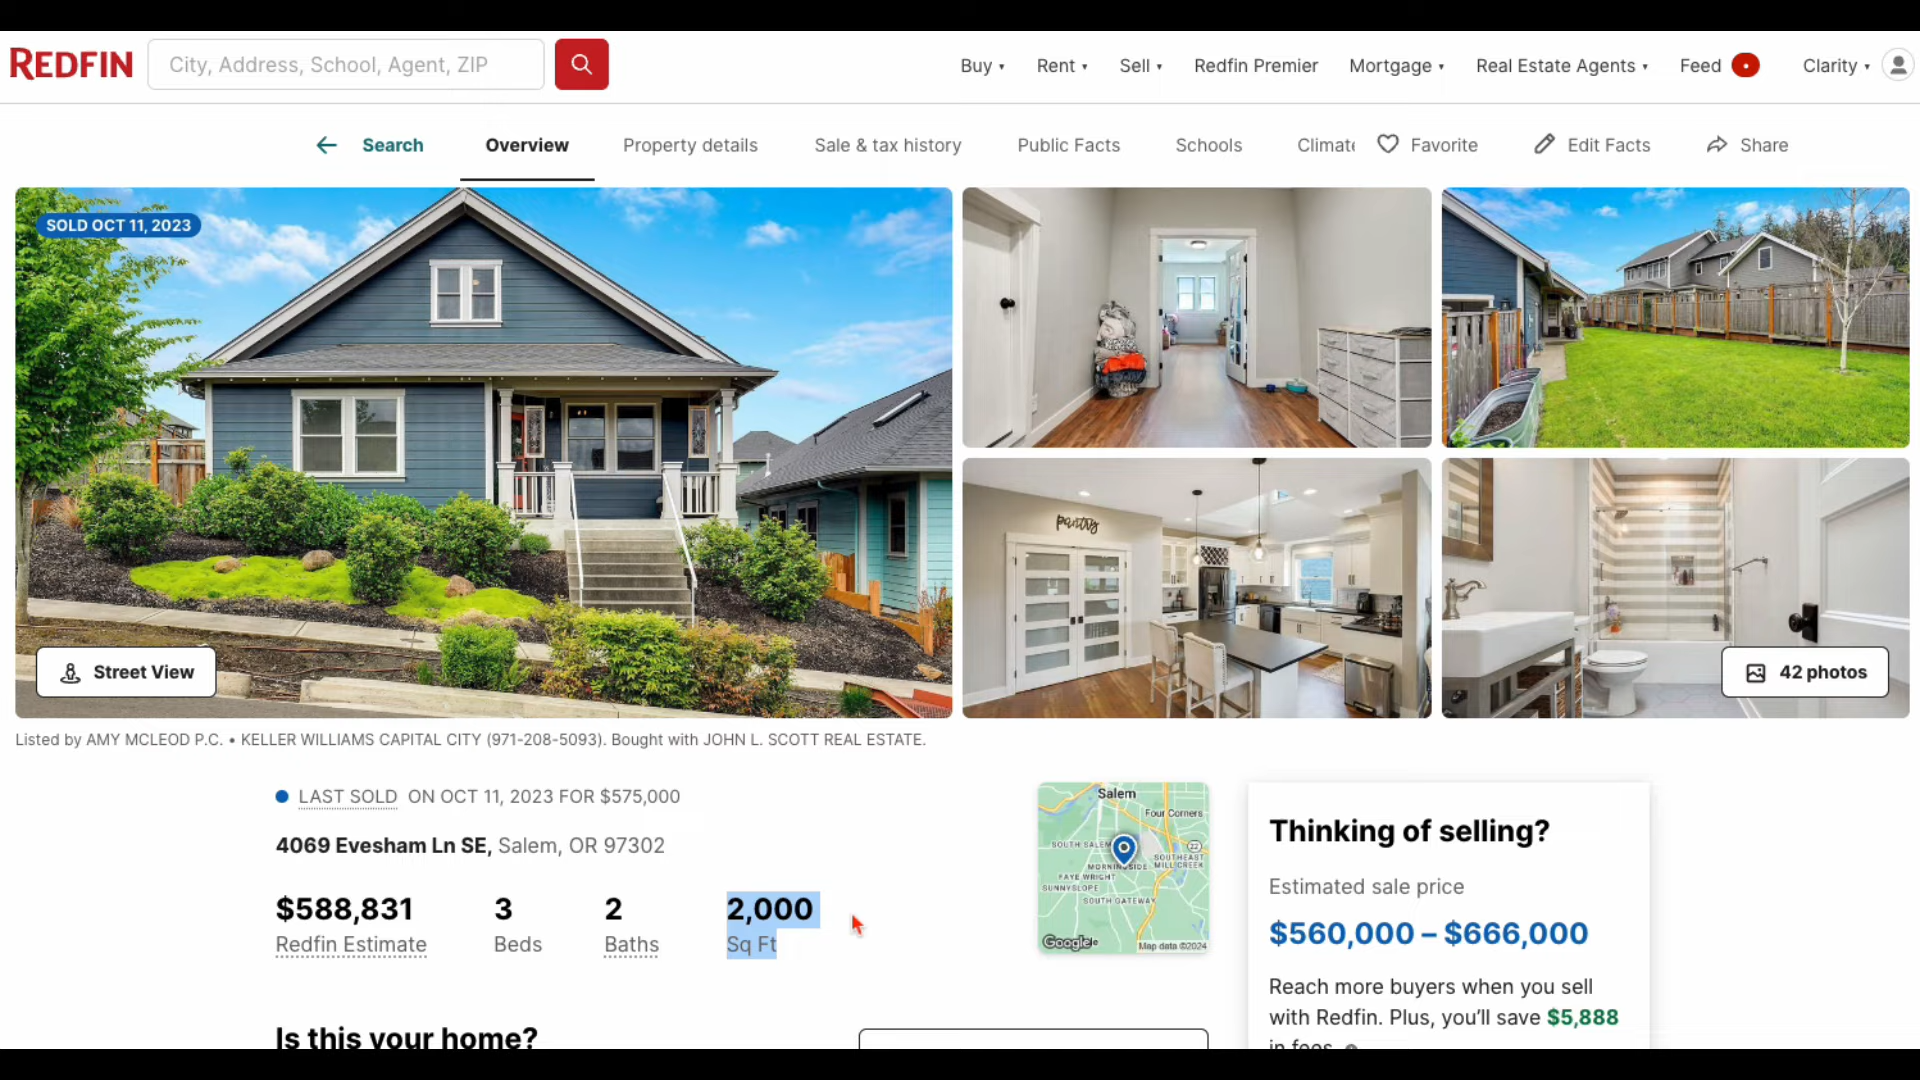 REDFIN
City, Address, School, Agent, ZIP
Buy
Rent
Sell
Redfin Premier
Mortgage
Real Estate Agents
Feed
Clarity
Search
Overview
Property details
Sale & tax history
Public Facts
Schools
Climat
Favorite
Edit Facts
Share
SOLD OCT 11, 2023
pantry
Street View
42 photos
Listed by AMY MCLEOD P.C. • KELLER WILLIAMS CAPITAL CITY (971-208-5093). Bought with JOHN L. SCOTT REAL ESTATE.
LAST SOLD ON OCT 11, 2023 FOR $575,000
4069 Evesham Ln SE, Salem, OR 97302
$588,831
Redfin Estimate
3
Beds
2
Baths
2,000
Sq Ft
Salem
Four Corners
SOUTH SALEM
22
MORNINGSIDE
SOUTHEAST
MILL CREEK
FAYE WRIGHT
SUNNYSLOPE
SOUTH GATEWAY
Google
Map data ©2024
Thinking of selling?
Estimated sale price
$560,000 – $666,000
Reach more buyers when you sell
with Redfin. Plus, you'll save $5,888
in fees.
Is this your home?